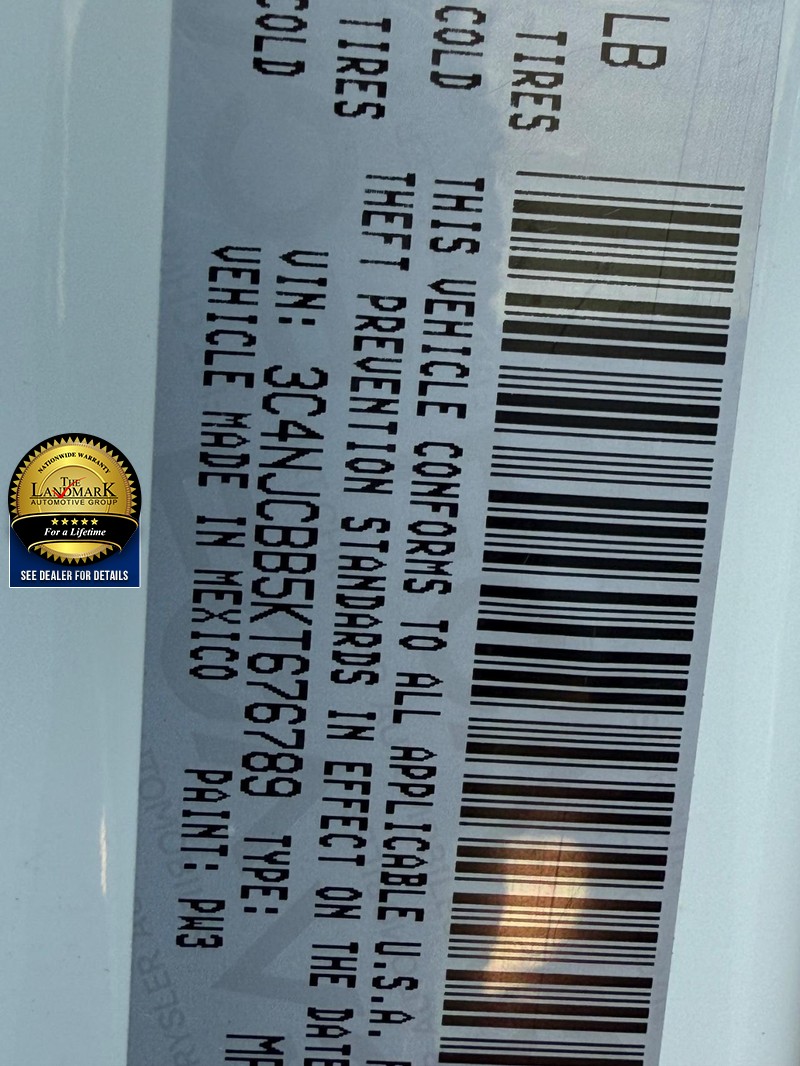 LB
TIRES
COLD
TIRES
COLD
THIS VEHICLE CONFORMS TO ALL APPLICABLE U.S.A.
THEFT PREVENTION STANDARDS IN EFFECT ON THE DATE
VIN: 3C4NJCBB5KT676789 TYPE:
VEHICLE MADE IN MEXICO PAINT: PW3
NATIONWIDE WARRANTY
THE
LANDMARK
AUTOMOTIVE GROUP
For a Lifetime
SEE DEALER FOR DETAILS